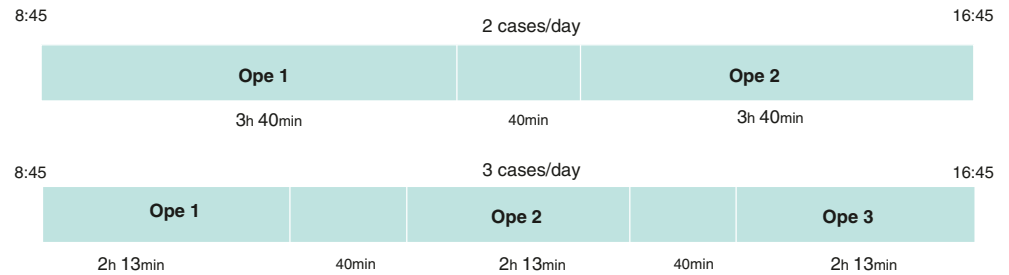 8:45 2 cases/day 16:45
Ope 1 Ope 2
3h 40min 40min 3h 40min
8:45 3 cases/day 16:45
Ope 1 Ope 2 Ope 3
2h 13min 40min 2h 13min 40min 2h 13min